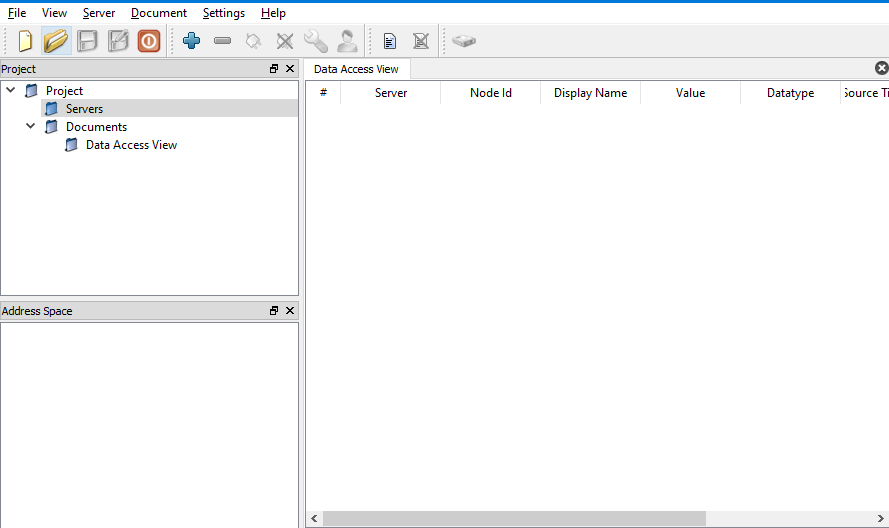 File View Server Document Settings Help
Project
Project
Servers
Documents
Data Access View
Address Space
Data Access View
# Server Node Id Display Name Value Datatype Source Ti